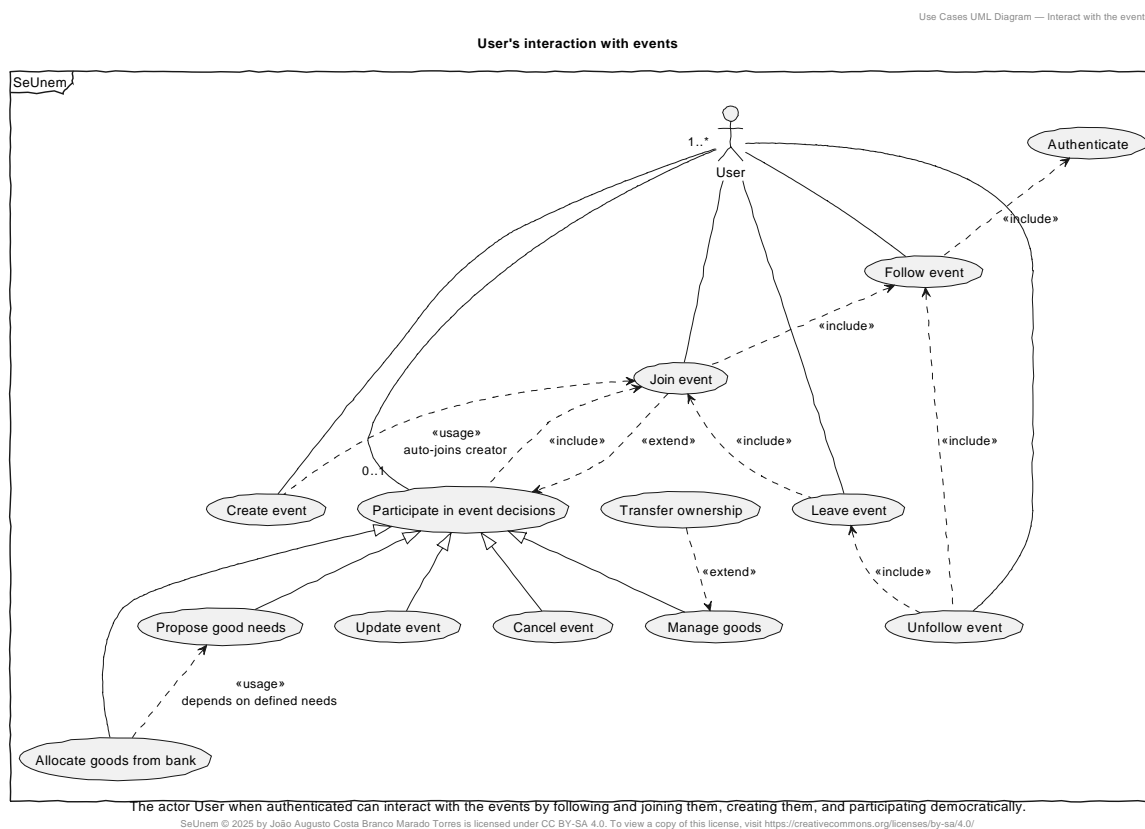 Use Cases UML Diagram — Interact with the event
User's interaction with events
SeUnem
1..*
User
Authenticate
«include»
Follow event
«include»
Join event
«usage»
auto-joins creator
«include»
«extend»
«include»
«include»
0..1
Create event
Participate in event decisions
Transfer ownership
Leave event
«extend»
«include»
Propose good needs
Update event
Cancel event
Manage goods
Unfollow event
«usage»
depends on defined needs
Allocate goods from bank
The actor User when authenticated can interact with the events by following and joining them, creating them, and participating democratically.
SeUnem © 2025 by João Augusto Costa Branco Marado Torres is licensed under CC BY-SA 4.0. To view a copy of this license, visit https://creativecommons.org/licenses/by-sa/4.0/